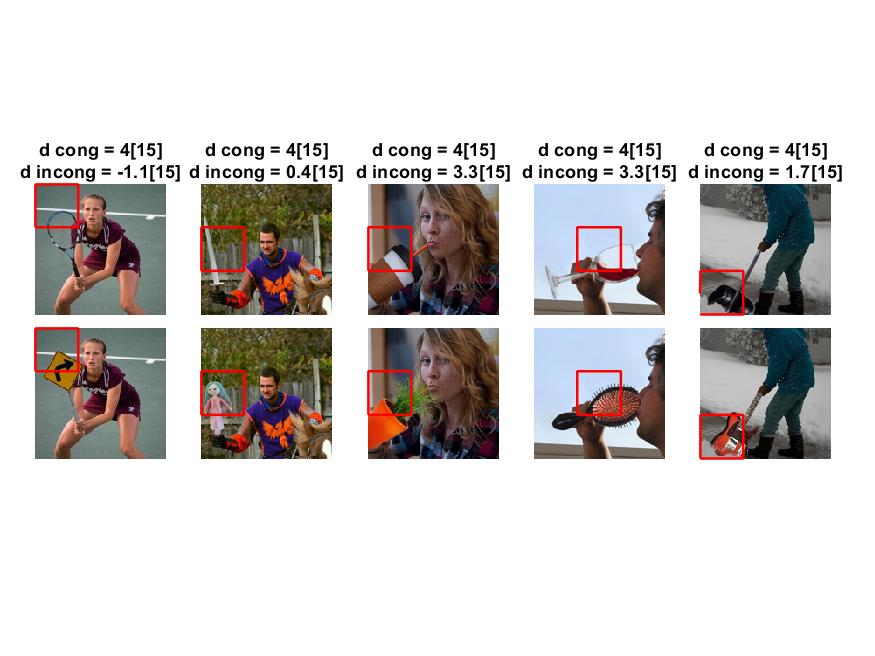 d cong = 4[15]
d incong = -1.1[15]
d cong = 4[15]
d incong = 0.4[15]
d cong = 4[15]
d incong = 3.3[15]
d cong = 4[15]
d incong = 3.3[15]
d cong = 4[15]
d incong = 1.7[15]